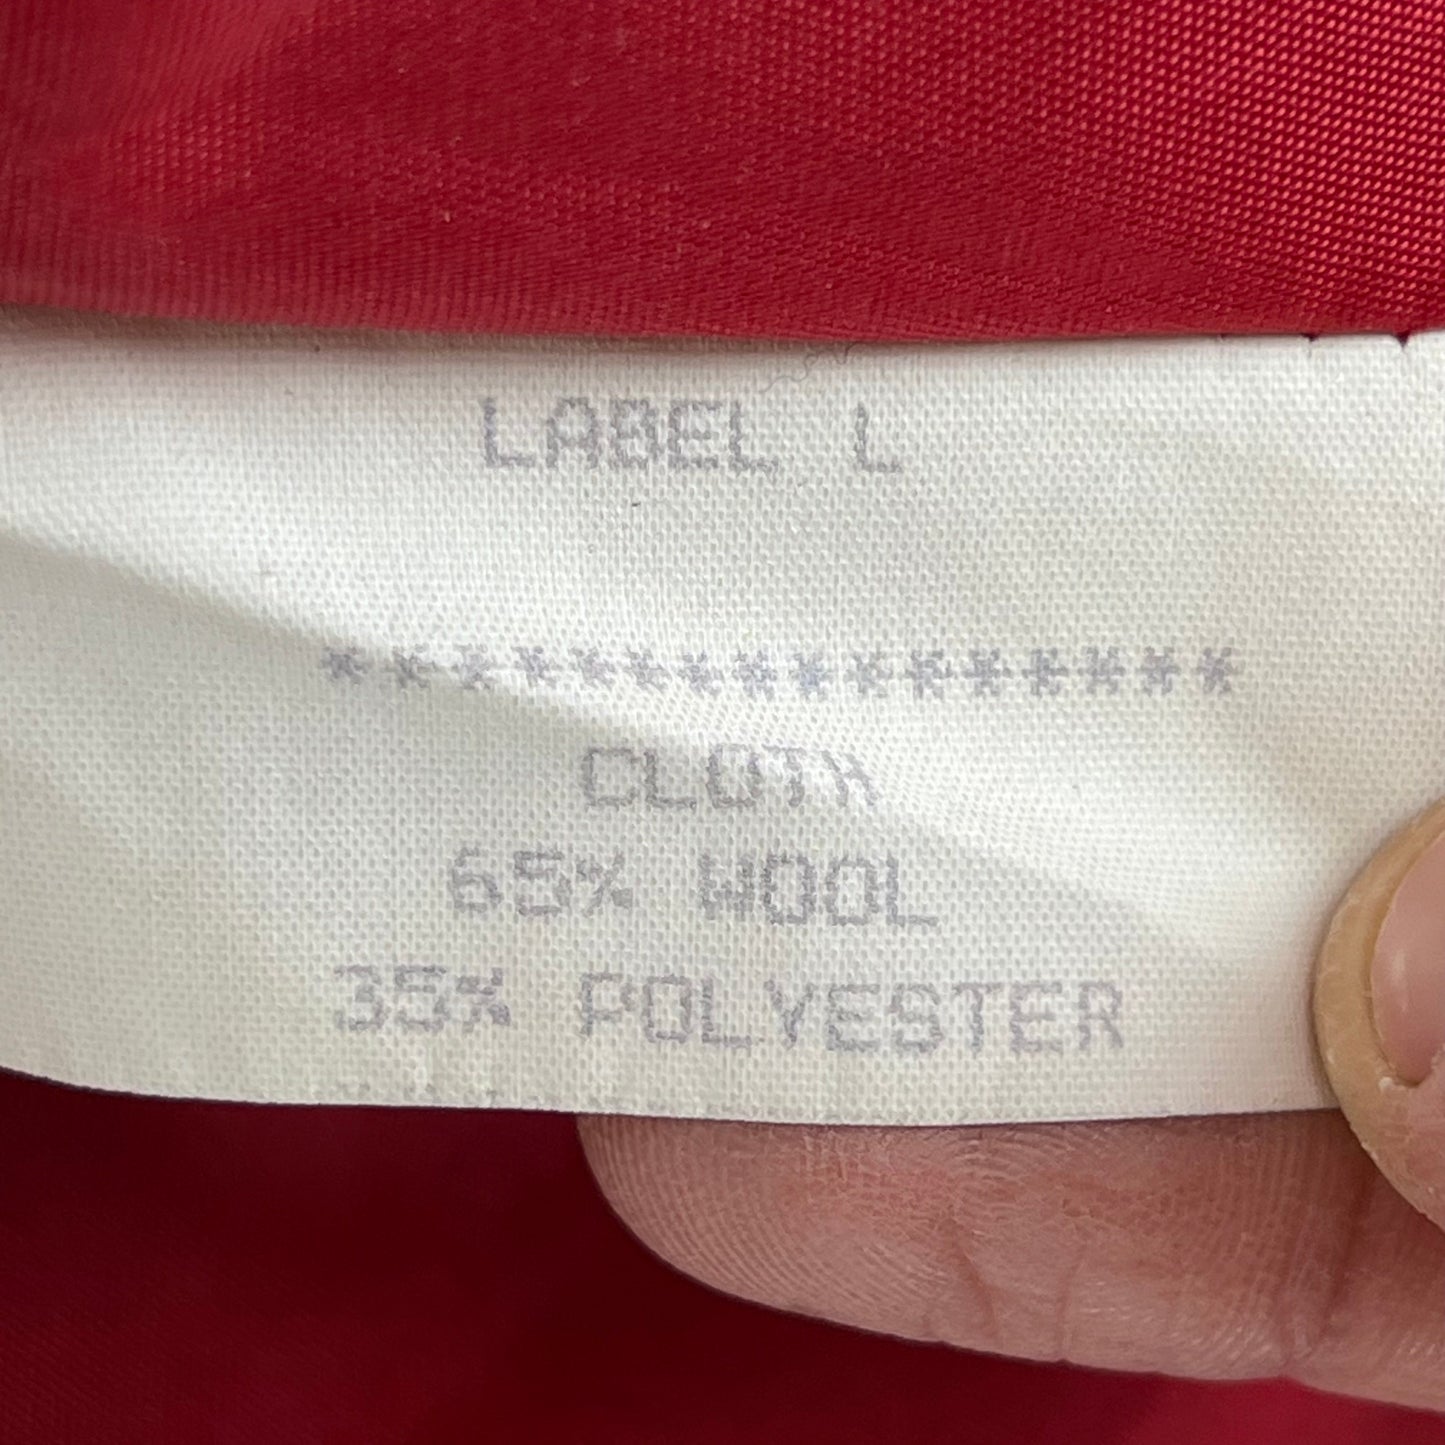 LABEL L
****************
CLOTH
65% WOOL
35% POLYESTER